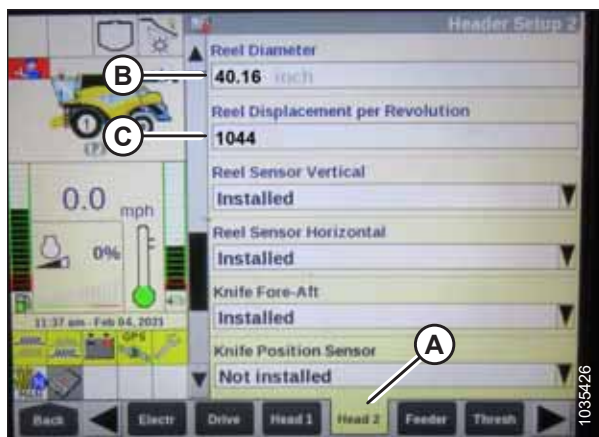 Header Setup 2
Reel Diameter
B
40.16 inch
Reel Displacement per Revolution
C
1044
Reel Sensor Vertical
0.0 mph
Installed
Reel Sensor Horizontal
0%
Installed
Knife Fore-Aft
Installed
11:37 am - Feb 04, 2021
GPS
A
Knife Position Sensor
Not installed
Back
Electr
Drive
Head 1
Head 2
Feeder
Thresh
1035426